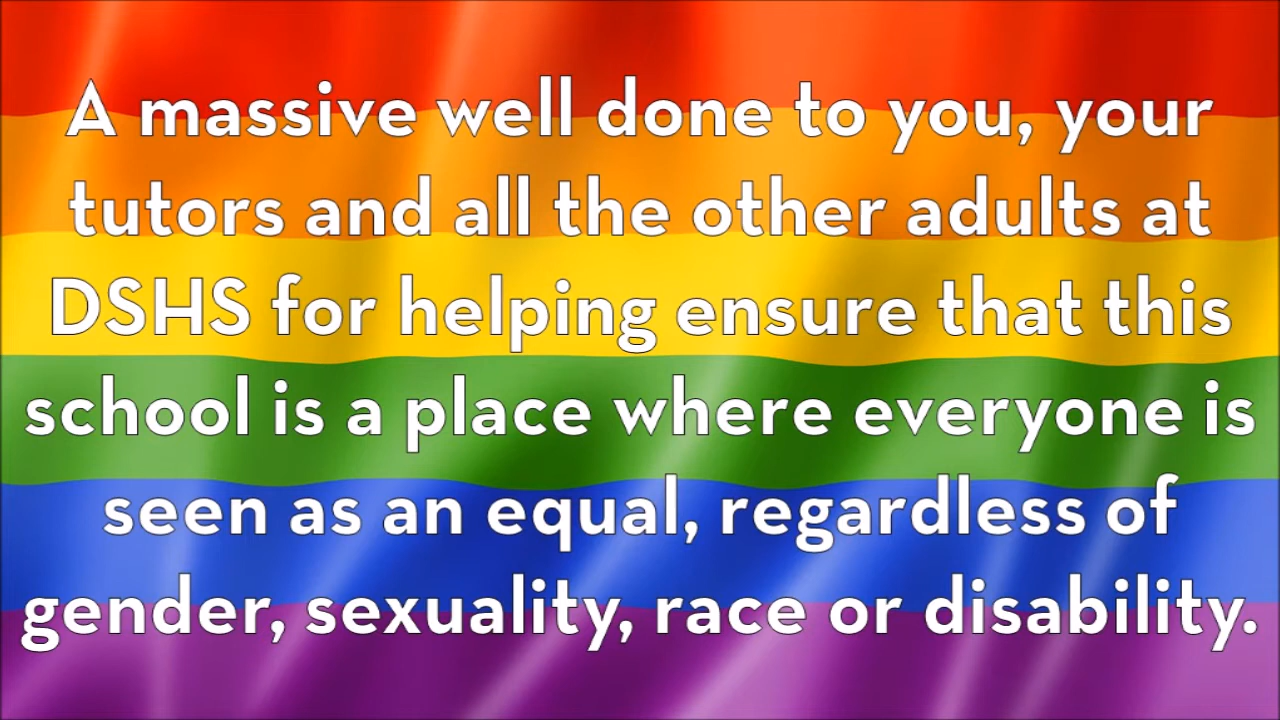 A massive well done to you, your
tutors and all the other adults at
DSHS for helping ensure that this
school is a place where everyone is
seen as an equal, regardless of
gender, sexuality, race or disability.